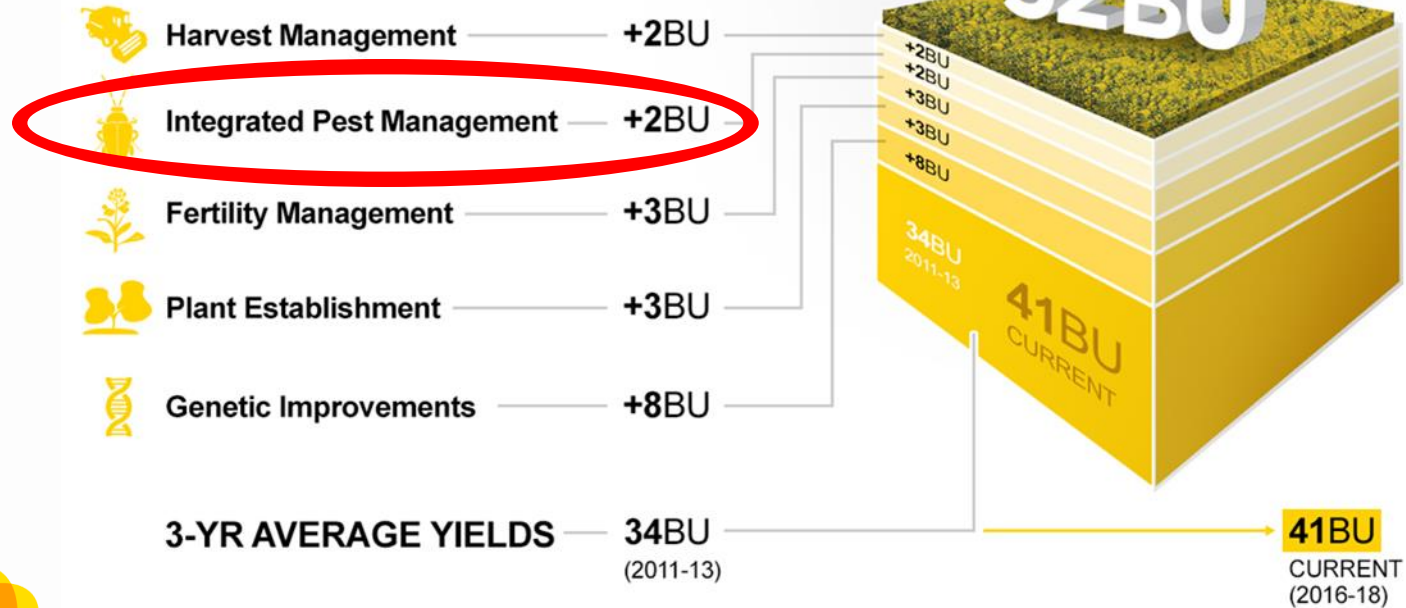 Harvest Management +2BU
Integrated Pest Management +2BU
Fertility Management +3BU
Plant Establishment +3BU
Genetic Improvements +8BU
3-YR AVERAGE YIELDS 34BU
(2011-13)
+2BU
+2BU
+3BU
+3BU
+8BU
34BU
2011-13
41BU
CURRENT
41BU
CURRENT
(2016-18)